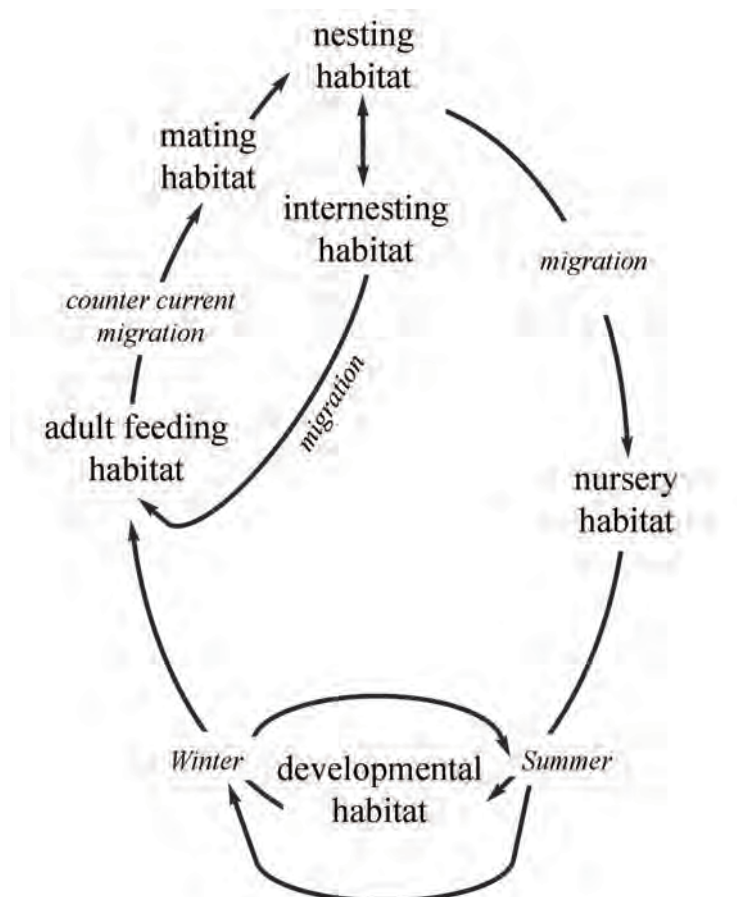 nesting
habitat
mating
habitat
internesting
habitat
migration
counter current
migration
migration
adult feeding
habitat
nursery
habitat
Winter
developmental
habitat
Summer